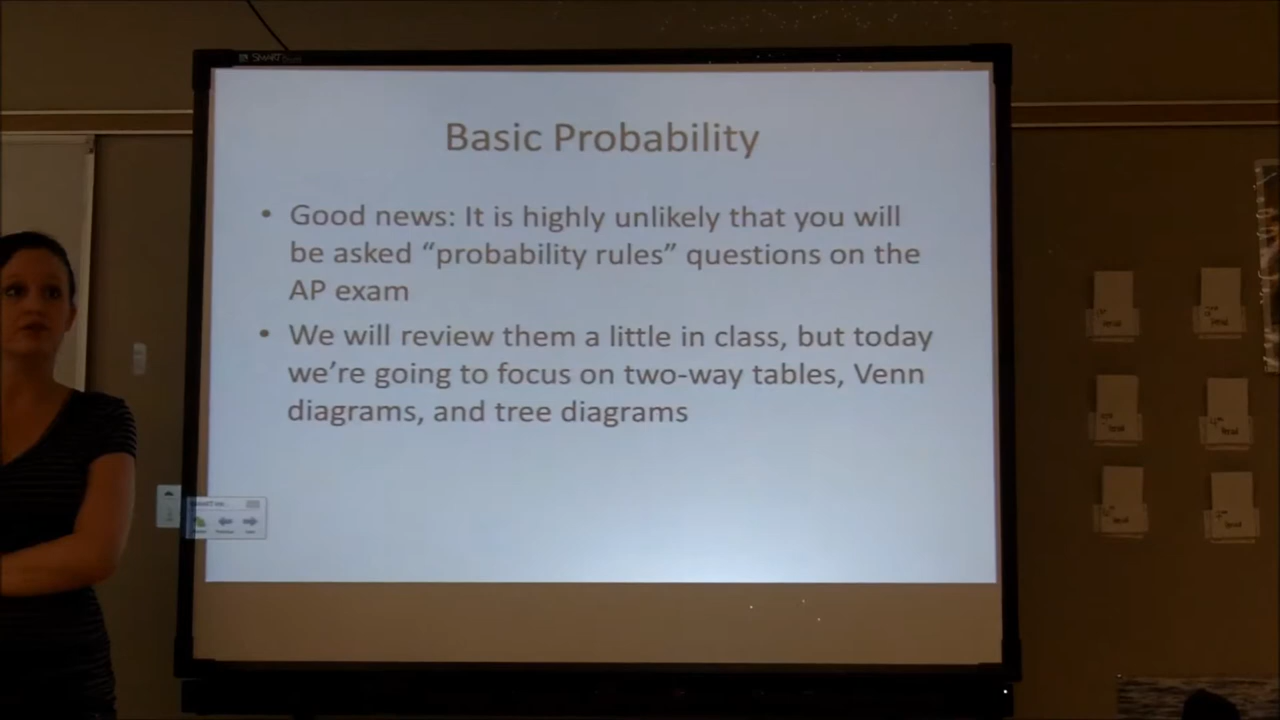 SMART
Basic Probability
• Good news: It is highly unlikely that you will
be asked “probability rules” questions on the
AP exam
• We will review them a little in class, but today
we’re going to focus on two-way tables, Venn
diagrams, and tree diagrams